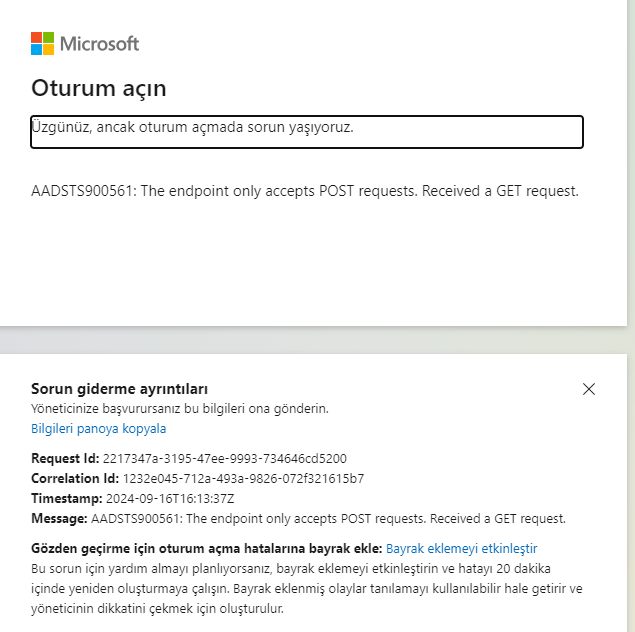 Microsoft
Oturum açın
Üzgünüz, ancak oturum açmada sorun yaşıyoruz.
AADSTS900561: The endpoint only accepts POST requests. Received a GET request.
Sorun giderme ayrıntıları
Yöneticinize başvurursanız bu bilgileri ona gönderin.
Bilgileri panoya kopyala
Request Id: 2217347a-3195-47ee-9993-734646cd5200
Correlation Id: 1232e045-712a-493a-9826-072f321615b7
Timestamp: 2024-09-16T16:13:37Z
Message: AADSTS900561: The endpoint only accepts POST requests. Received a GET request.
Gözden geçirme için oturum açma hatalarına bayrak ekle: Bayrak eklemeyi etkinleştir
Bu sorun için yardım almayı planlıyorsanız, bayrak eklemeyi etkinleştirin ve hatayı 20 dakika
içinde yeniden oluşturmaya çalışın. Bayrak eklenmiş olaylar tanılamayı kullanılabilir hale getirir ve
yöneticinin dikkatini çekmek için oluşturulur.